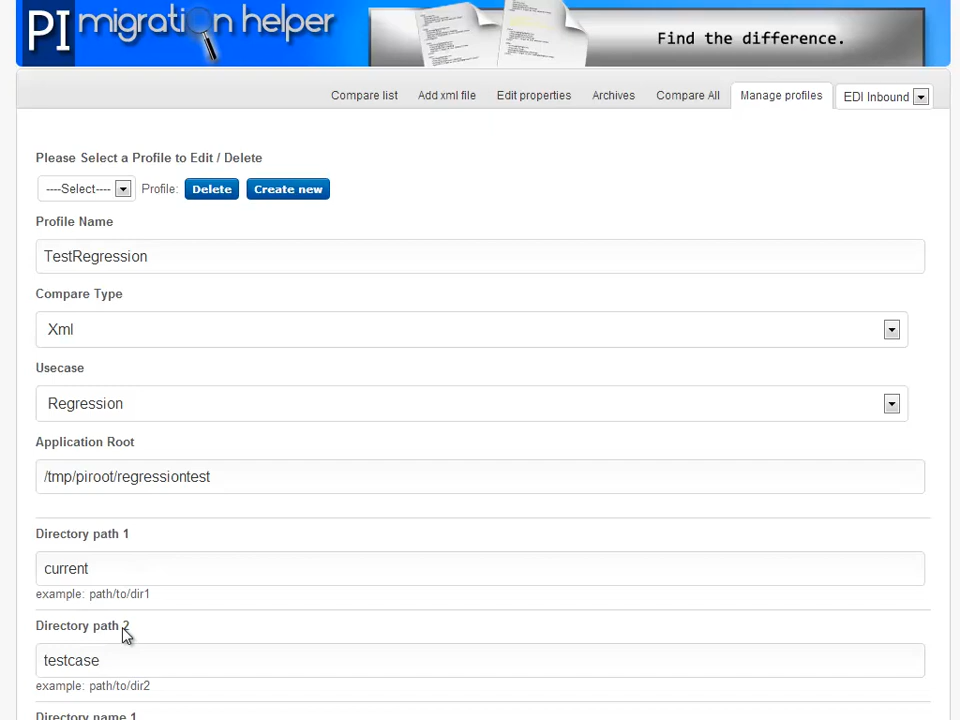 PI migration helper
Find the difference.
Compare list Add xml file Edit properties Archives Compare All Manage profiles EDI Inbound
Please Select a Profile to Edit / Delete
----Select---- Profile: Delete Create new
Profile Name
TestRegression
Compare Type
Xml
Usecase
Regression
Application Root
/tmp/piroot/regressiontest
Directory path 1
current
example: path/to/dir1
Directory path 2
testcase
example: path/to/dir2
Directory name 1